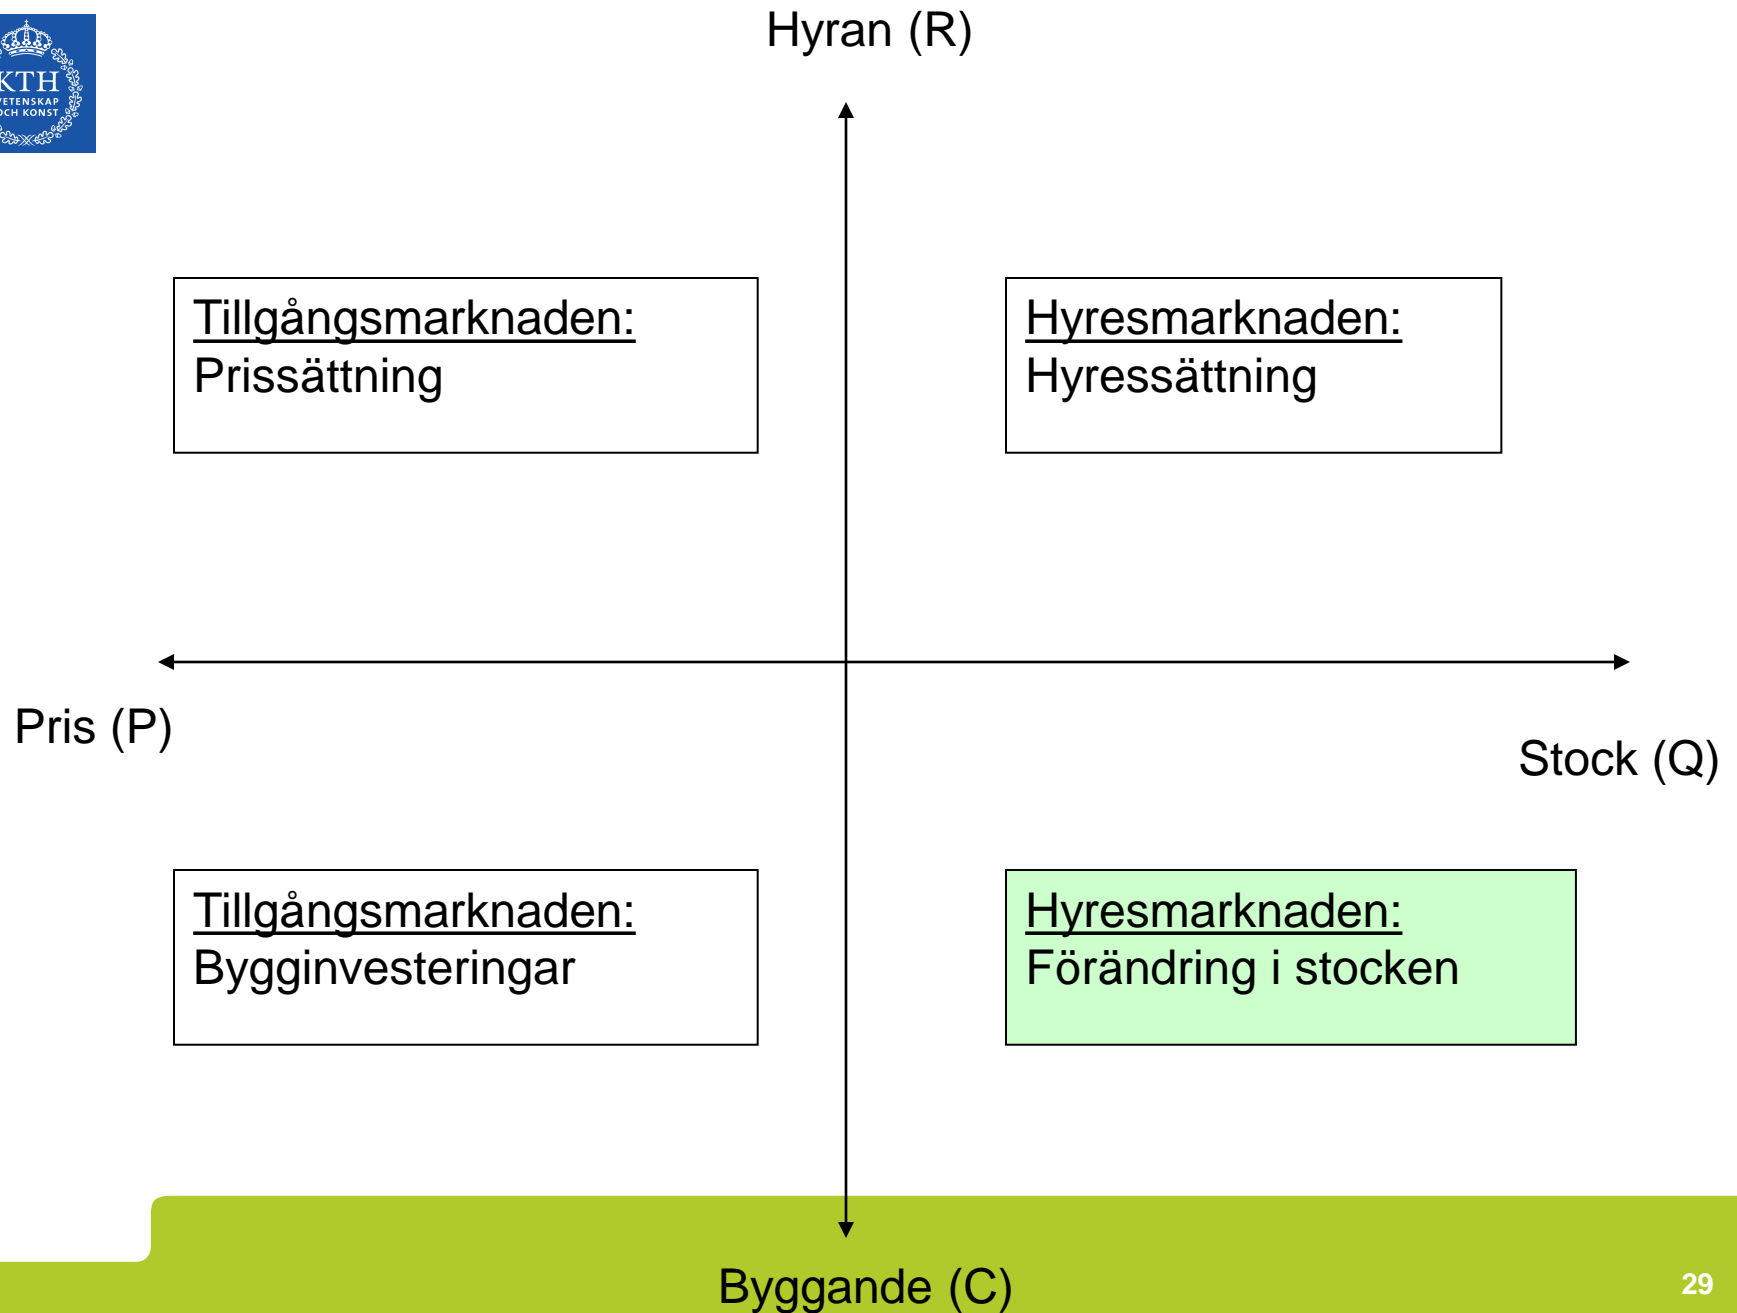 Hyran (R)
KTH
VETENSKAP
OCH KONST
Tillgångsmarknaden:
Prissättning
Hyresmarknaden:
Hyressättning
Pris (P)
Stock (Q)
Tillgångsmarknaden:
Bygginvesteringar
Hyresmarknaden:
Förändring i stocken
Byggande (C)
29